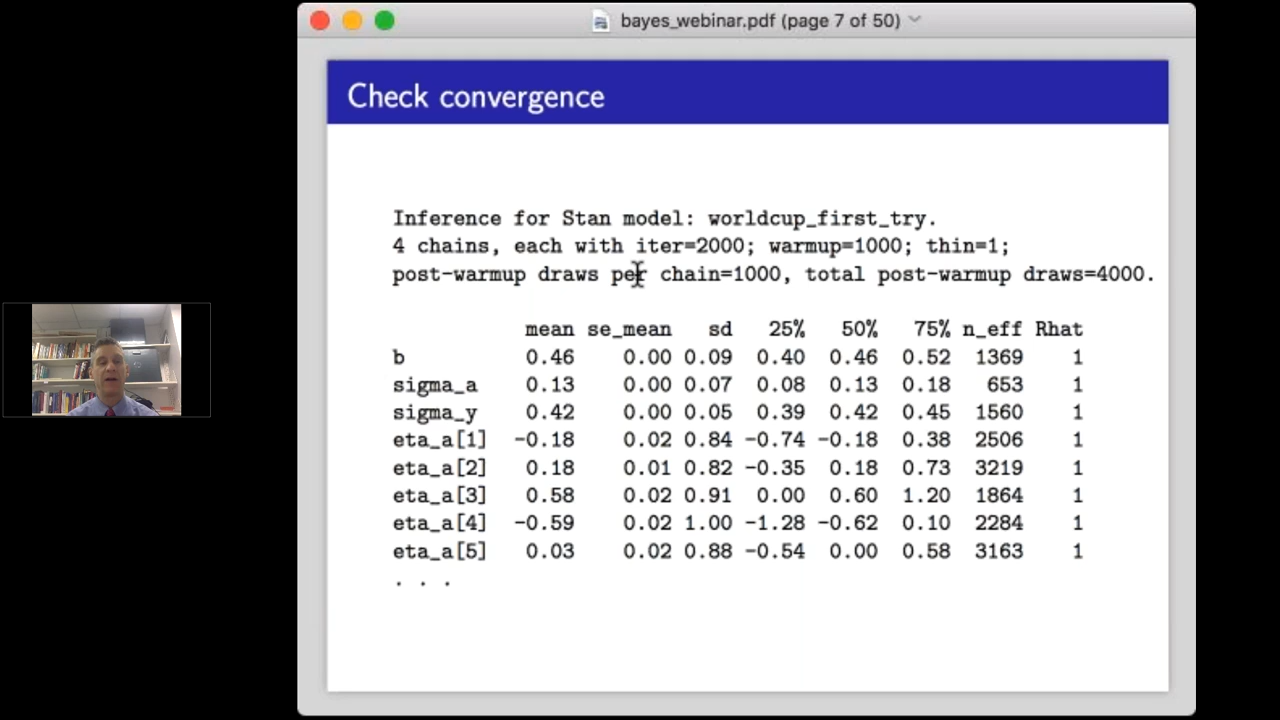 bayes_webinar.pdf (page 7 of 50)
Check convergence
Inference for Stan model: worldcup_first_try.
4 chains, each with iter=2000; warmup=1000; thin=1;
post-warmup draws per chain=1000, total post-warmup draws=4000.
mean se_mean sd 25% 50% 75% n_eff Rhat
b 0.46 0.00 0.09 0.40 0.46 0.52 1369 1
sigma_a 0.13 0.00 0.07 0.08 0.13 0.18 653 1
sigma_y 0.42 0.00 0.05 0.39 0.42 0.45 1560 1
eta_a[1] -0.18 0.02 0.84 -0.74 -0.18 0.38 2506 1
eta_a[2] 0.18 0.01 0.82 -0.35 0.18 0.73 3219 1
eta_a[3] 0.58 0.02 0.91 0.00 0.60 1.20 1864 1
eta_a[4] -0.59 0.02 1.00 -1.28 -0.62 0.10 2284 1
eta_a[5] 0.03 0.02 0.88 -0.54 0.00 0.58 3163 1
. . .